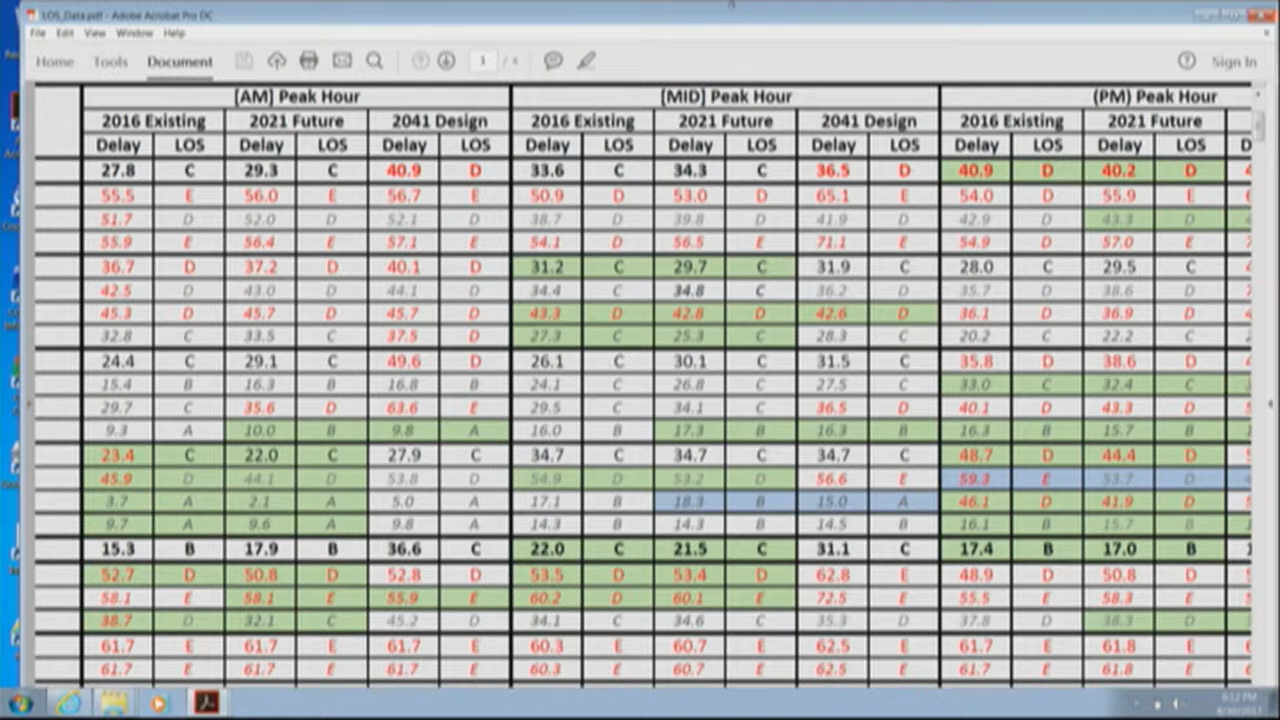 LOS_Data.pdf - Adobe Acrobat Pro DC
File Edit View Window Help
Home Tools Document 1 / Sign In
(AM) Peak Hour (MID) Peak Hour (PM) Peak Hour
2016 Existing 2021 Future 2041 Design 2016 Existing 2021 Future 2041 Design 2016 Existing 2021 Future
Delay LOS Delay LOS Delay LOS Delay LOS Delay LOS Delay LOS Delay LOS Delay LOS D
27.8 C 29.3 C 40.9 D 33.6 C 34.3 C 36.5 D 40.9 D 40.2 D
55.5 E 56.0 E 56.7 E 50.9 D 53.0 D 65.1 E 54.0 D 55.9 E
51.7 D 52.0 D 52.1 D 38.7 D 39.8 D 41.9 D 42.9 D 43.3 D
55.9 E 56.4 E 57.1 E 54.1 D 56.5 E 71.1 E 54.9 D 57.0 E
36.7 D 37.2 D 40.1 D 31.2 C 29.7 C 31.9 C 28.0 C 29.5 C
42.5 D 43.0 D 44.1 D 34.4 C 34.8 C 36.2 D 35.7 D 38.6 D
45.3 D 45.7 D 45.7 D 43.3 D 42.8 D 42.6 D 36.1 D 36.9 D
32.8 C 33.5 C 37.5 D 27.3 C 25.3 C 28.3 C 20.2 C 22.2 C
24.4 C 29.1 C 49.6 D 26.1 C 30.1 C 31.5 C 35.8 D 38.6 D
15.4 B 16.3 B 16.8 B 24.1 C 26.8 C 27.5 C 33.0 C 32.4 C
29.7 C 35.6 D 63.6 E 29.5 C 34.1 C 36.5 D 40.1 D 43.3 D
9.3 A 10.0 B 9.8 A 16.0 B 17.3 B 16.3 B 16.3 B 15.7 B
23.4 C 22.0 C 27.9 C 34.7 C 34.7 C 34.7 C 48.7 D 44.4 D
45.9 D 44.1 D 53.8 D 54.9 D 53.2 D 56.6 E 59.3 E 53.7 D
3.7 A 2.1 A 5.0 A 17.1 B 18.3 B 15.0 A 46.1 D 41.9 D
9.7 A 9.6 A 9.8 A 14.3 B 14.3 B 14.5 B 16.1 B 15.7 B
15.3 B 17.9 B 36.6 C 22.0 C 21.5 C 31.1 C 17.4 B 17.0 B
52.7 D 50.8 D 52.8 D 53.5 D 53.4 D 62.8 E 48.9 D 50.8 D
58.1 E 58.1 E 55.9 E 60.2 D 60.1 E 72.5 E 55.5 E 58.3 E
38.7 D 32.1 C 45.2 D 34.1 C 34.6 C 35.3 D 37.8 D 38.3 D
61.7 E 61.7 E 61.7 E 60.3 E 60.7 E 62.5 E 61.7 E 61.8 E
61.7 E 61.7 E 61.7 E 60.3 E 60.7 E 62.5 E 61.7 E 61.8 E
6:12 PM